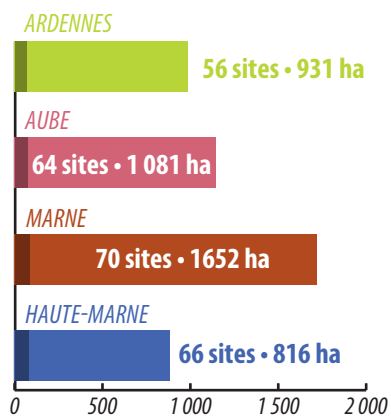 ARDENNES
56 sites • 931 ha
AUBE
64 sites • 1 081 ha
MARNE
70 sites • 1652 ha
HAUTE-MARNE
66 sites • 816 ha
0 500 1 000 1 500 2 000